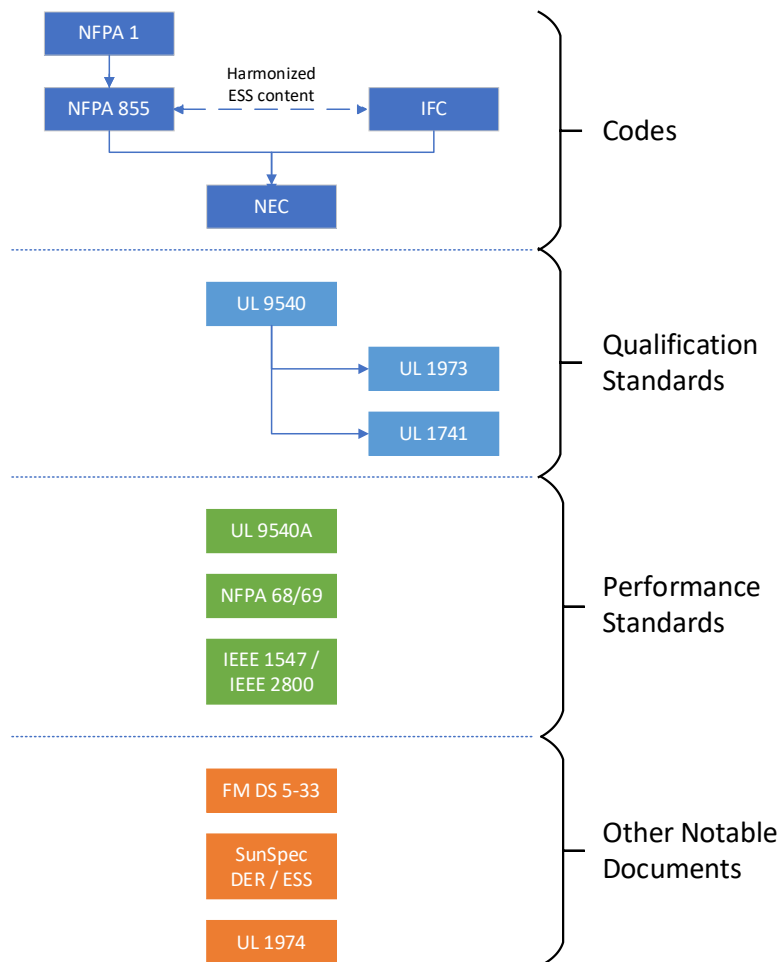 NFPA 1
Harmonized
ESS content
NFPA 855
IFC
Codes
NEC
UL 9540
Qualification
Standards
UL 1973
UL 1741
UL 9540A
NFPA 68/69
Performance
Standards
IEEE 1547 /
IEEE 2800
FM DS 5-33
Other Notable
Documents
SunSpec
DER / ESS
UL 1974